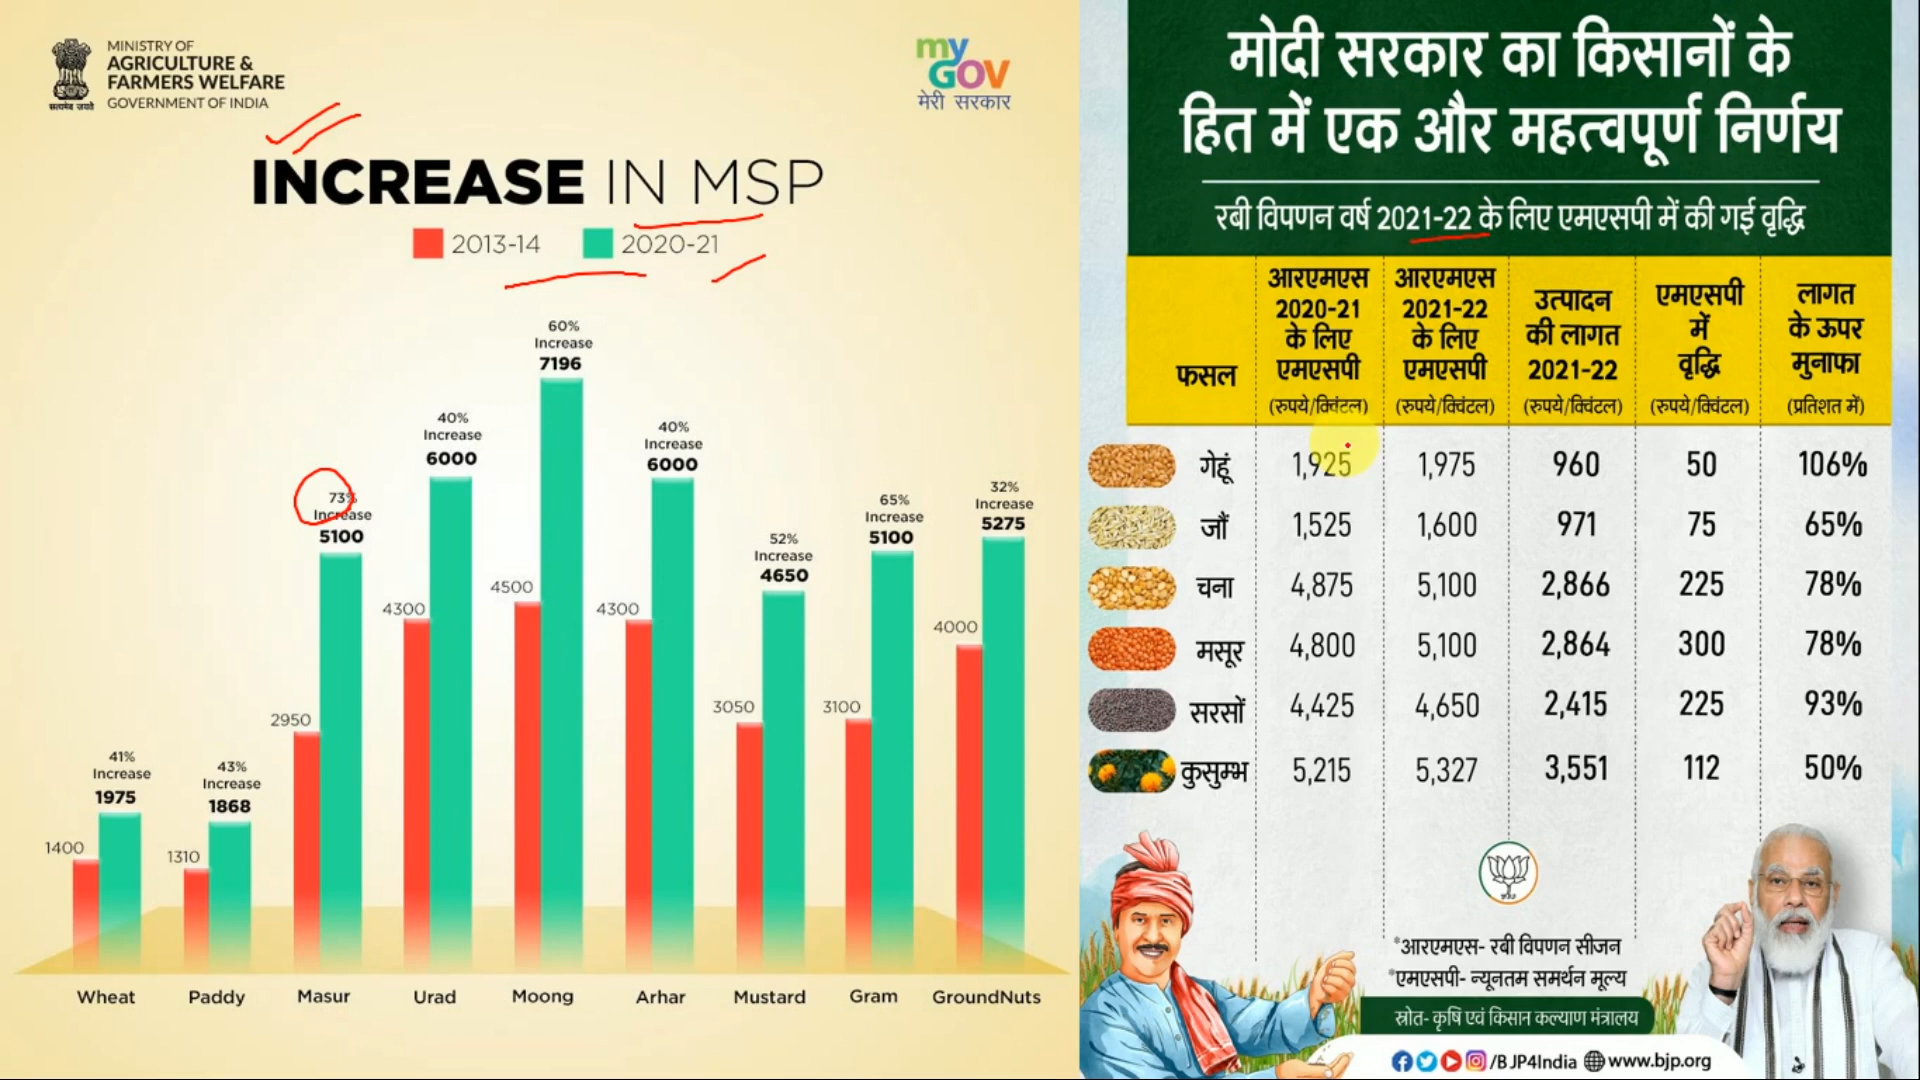 MINISTRY OF
AGRICULTURE &
FARMERS WELFARE
GOVERNMENT OF INDIA
सत्यमेव जयते
my
GOV
मेरी सरकार
INCREASE IN MSP
2013-14 2020-21
41%
Increase
1975
1400
43%
Increase
1868
1310
73%
Increase
5100
2950
40%
Increase
6000
4300
60%
Increase
7196
4500
40%
Increase
6000
4300
52%
Increase
4650
3050
65%
Increase
5100
3100
32%
Increase
5275
4000
Wheat Paddy Masur Urad Moong Arhar Mustard Gram GroundNuts
मोदी सरकार का किसानों के
हित में एक और महत्वपूर्ण निर्णय
रबी विपणन वर्ष 2021-22 के लिए एमएसपी में की गई वृद्धि
फसल
आरएमएस
2020-21
के लिए
एमएसपी
(रुपये/क्विंटल)
आरएमएस
2021-22
के लिए
एमएसपी
(रुपये/क्विंटल)
उत्पादन
की लागत
2021-22
(रुपये/क्विंटल)
एमएसपी
में
वृद्धि
(रुपये/क्विंटल)
लागत
के ऊपर
मुनाफा
(प्रतिशत में)
गेहूं 1,925 1,975 960 50 106%
जौं 1,525 1,600 971 75 65%
चना 4,875 5,100 2,866 225 78%
मसूर 4,800 5,100 2,864 300 78%
सरसों 4,425 4,650 2,415 225 93%
कुसुम्भ 5,215 5,327 3,551 112 50%
*आरएमएस- रबी विपणन सीजन
*एमएसपी- न्यूनतम समर्थन मूल्य
स्रोत- कृषि एवं किसान कल्याण मंत्रालय
/BJP4India www.bjp.org